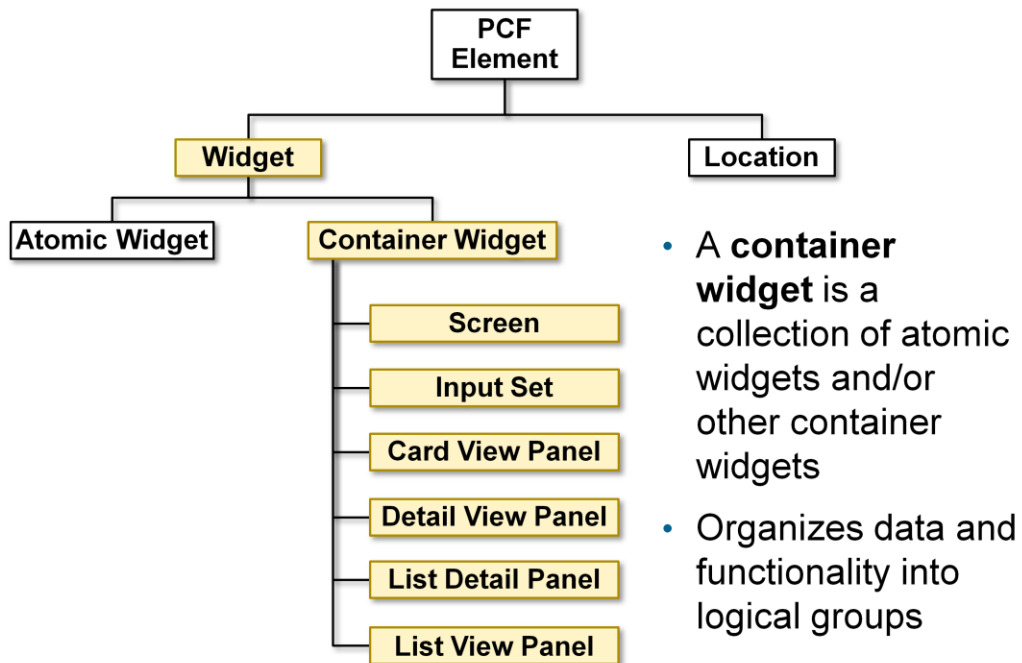 PCF
Element
Widget
Location
Atomic Widget
Container Widget
Screen
Input Set
Card View Panel
Detail View Panel
List Detail Panel
List View Panel
• A container
widget is a
collection of atomic
widgets and/or
other container
widgets
• Organizes data and
functionality into
logical groups